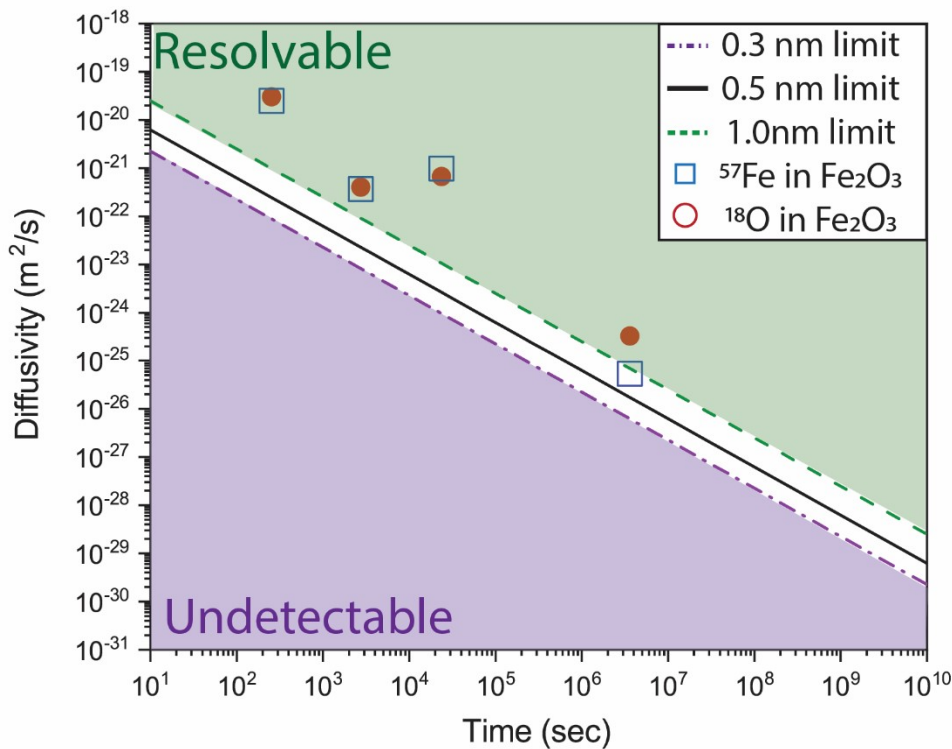 Resolvable
0.3 nm limit
0.5 nm limit
1.0nm limit
⁵⁷Fe in Fe₂O₃
¹⁸O in Fe₂O₃
Undetectable
Diffusivity (m²/s)
10⁻¹⁸
10⁻¹⁹
10⁻²⁰
10⁻²¹
10⁻²²
10⁻²³
10⁻²⁴
10⁻²⁵
10⁻²⁶
10⁻²⁷
10⁻²⁸
10⁻²⁹
10⁻³⁰
10⁻³¹
10¹ 10² 10³ 10⁴ 10⁵ 10⁶ 10⁷ 10⁸ 10⁹ 10¹⁰
Time (sec)